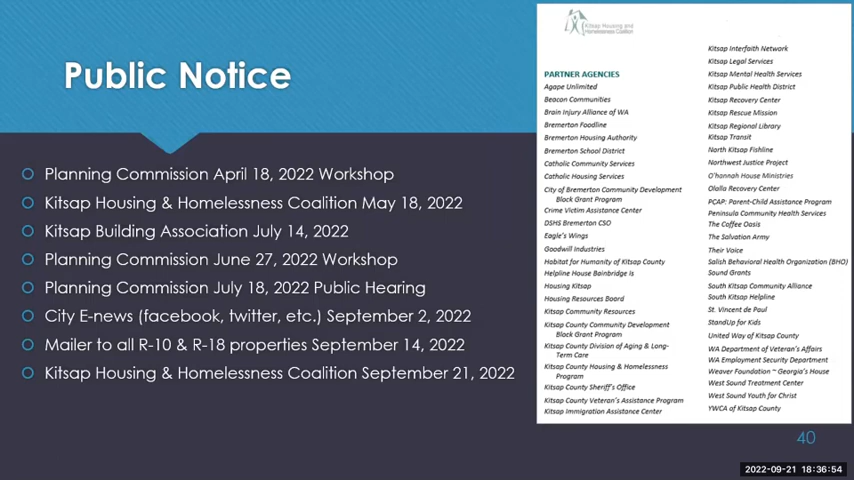 Public Notice
Planning Commission April 18, 2022 Workshop
Kitsap Housing & Homelessness Coalition May 18, 2022
Kitsap Building Association July 14, 2022
Planning Commission June 27, 2022 Workshop
Planning Commission July 18, 2022 Public Hearing
City E-news (facebook, twitter, etc.) September 2, 2022
Mailer to all R-10 & R-18 properties September 14, 2022
Kitsap Housing & Homelessness Coalition September 21, 2022
Kitsap Housing and
Homelessness Coalition
PARTNER AGENCIES
Agape Unlimited
Beacon Communities
Brain Injury Alliance of WA
Bremerton Foodline
Bremerton Housing Authority
Bremerton School District
Catholic Community Services
Catholic Housing Services
City of Bremerton Community Development
Block Grant Program
Crime Victim Assistance Center
DSHS Bremerton CSO
Eagle's Wings
Goodwill Industries
Habitat for Humanity of Kitsap County
Helpline House Bainbridge Is
Housing Kitsap
Housing Resources Board
Kitsap Community Resources
Kitsap County Community Development
Block Grant Program
Kitsap County Division of Aging & Long-
Term Care
Kitsap County Housing & Homelessness
Program
Kitsap County Sheriff's Office
Kitsap County Veteran's Assistance Program
Kitsap Immigration Assistance Center
Kitsap Interfaith Network
Kitsap Legal Services
Kitsap Mental Health Services
Kitsap Public Health District
Kitsap Recovery Center
Kitsap Rescue Mission
Kitsap Regional Library
Kitsap Transit
North Kitsap Fishline
Northwest Justice Project
O'hannah House Ministries
Olalla Recovery Center
PCAP: Parent-Child Assistance Program
Peninsula Community Health Services
The Coffee Oasis
The Salvation Army
Their Voice
Salish Behavioral Health Organization (BHO)
Sound Grants
South Kitsap Community Alliance
South Kitsap Helpline
St. Vincent de Paul
StandUp for Kids
United Way of Kitsap County
WA Department of Veteran's Affairs
WA Employment Security Department
Weaver Foundation ~ Georgia's House
West Sound Treatment Center
West Sound Youth for Christ
YWCA of Kitsap County
40
2022-09-21 18:36:54